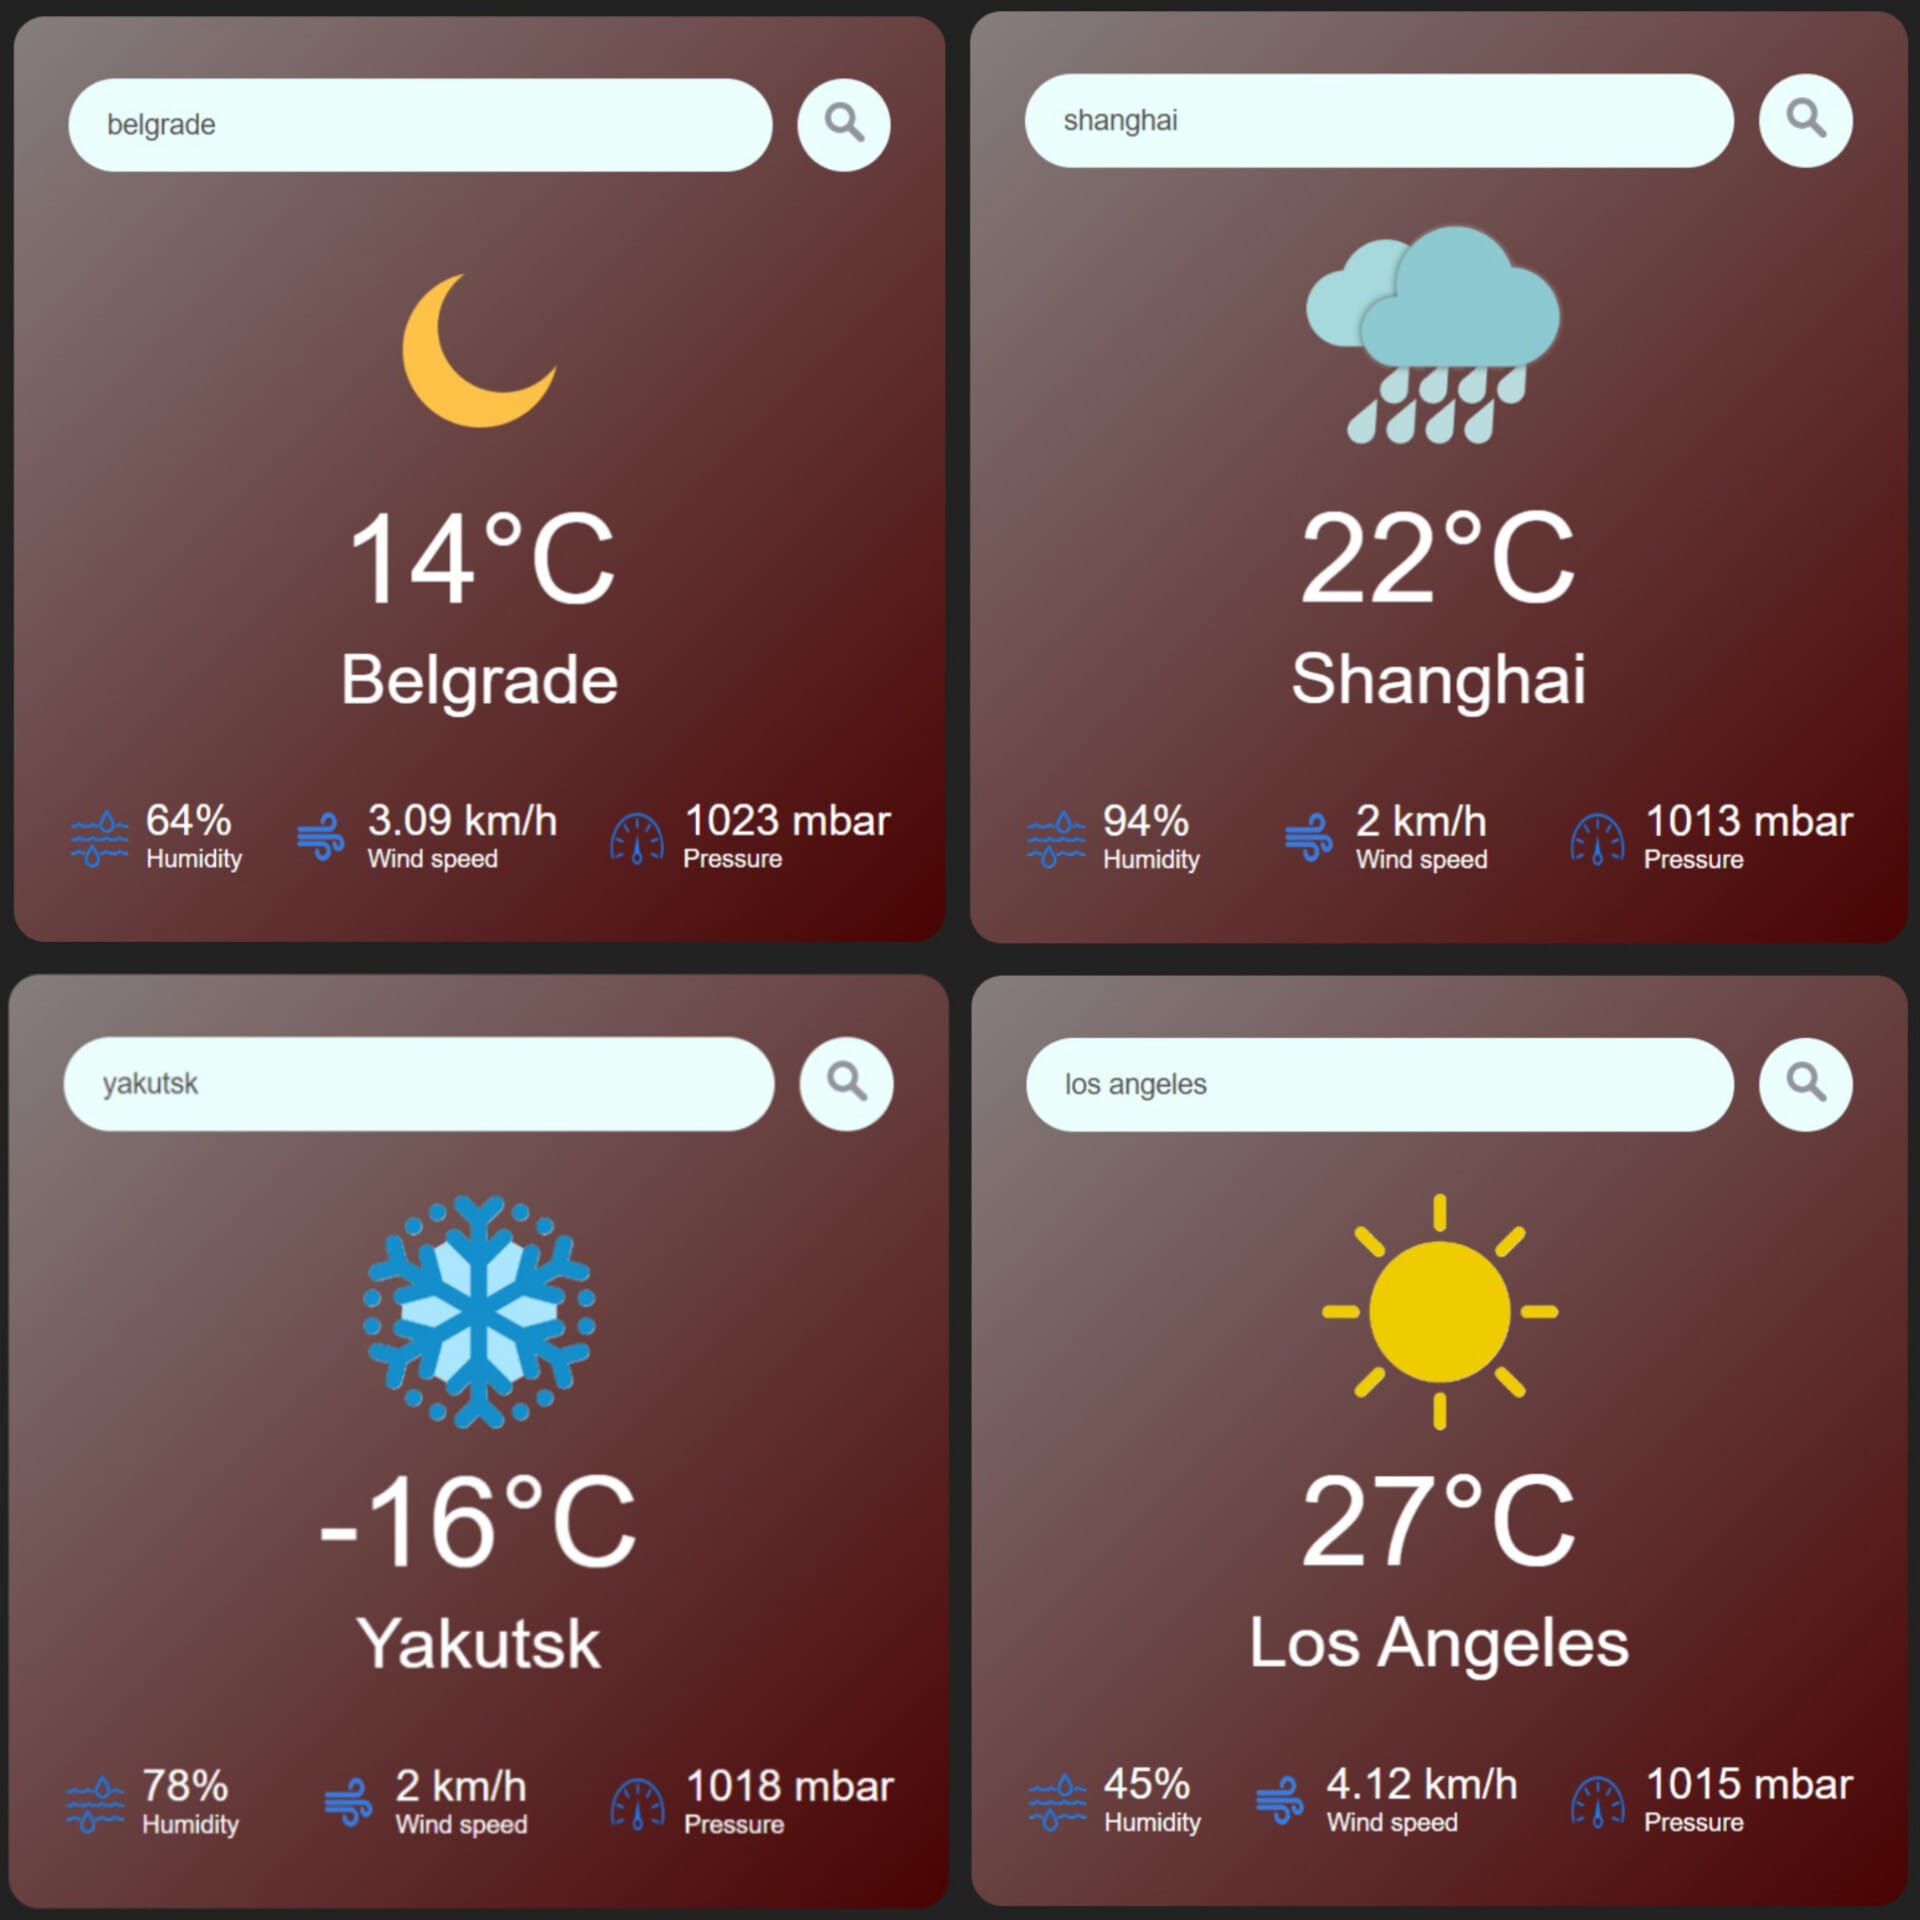 belgrade
14°C
Belgrade
64%
Humidity
3.09 km/h
Wind speed
1023 mbar
Pressure
shanghai
22°C
Shanghai
94%
Humidity
2 km/h
Wind speed
1013 mbar
Pressure
yakutsk
-16°C
Yakutsk
78%
Humidity
2 km/h
Wind speed
1018 mbar
Pressure
los angeles
27°C
Los Angeles
45%
Humidity
4.12 km/h
Wind speed
1015 mbar
Pressure